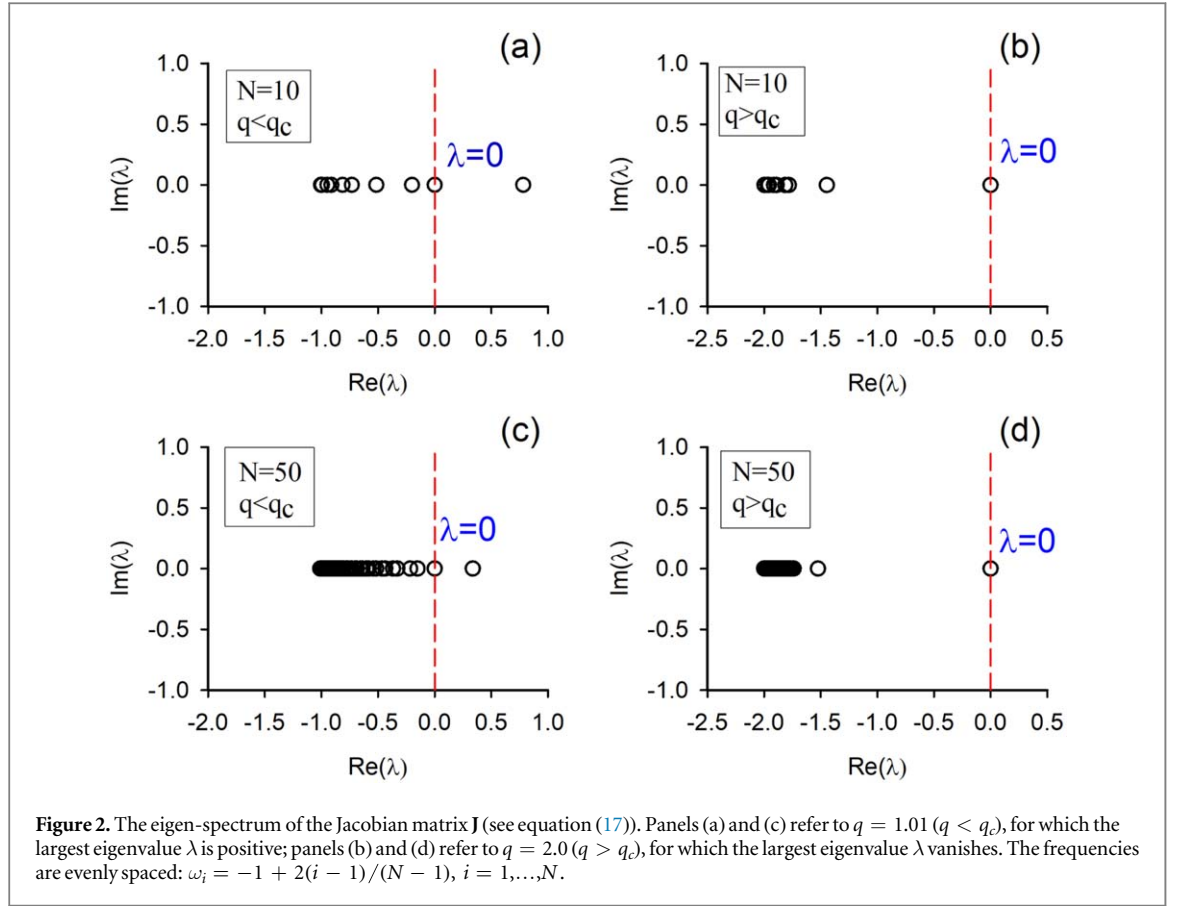 (a)
N=10
q<qc
λ=0
1.0
0.5
0.0
-0.5
-1.0
Im(λ)
-2.0 -1.5 -1.0 -0.5 0.0 0.5 1.0
Re(λ)
(b)
N=10
q>qc
λ=0
1.0
0.5
0.0
-0.5
-1.0
Im(λ)
-2.5 -2.0 -1.5 -1.0 -0.5 0.0 0.5
Re(λ)
(c)
N=50
q<qc
λ=0
1.0
0.5
0.0
-0.5
-1.0
Im(λ)
-2.0 -1.5 -1.0 -0.5 0.0 0.5 1.0
Re(λ)
(d)
N=50
q>qc
λ=0
1.0
0.5
0.0
-0.5
-1.0
Im(λ)
-2.5 -2.0 -1.5 -1.0 -0.5 0.0 0.5
Re(λ)
Figure 2. The eigen-spectrum of the Jacobian matrix J (see equation (17)). Panels (a) and (c) refer to q = 1.01 (q < qc), for which the
largest eigenvalue λ is positive; panels (b) and (d) refer to q = 2.0 (q > qc), for which the largest eigenvalue λ vanishes. The frequencies
are evenly spaced: ωi = −1 + 2(i − 1)/(N − 1), i = 1,...,N.